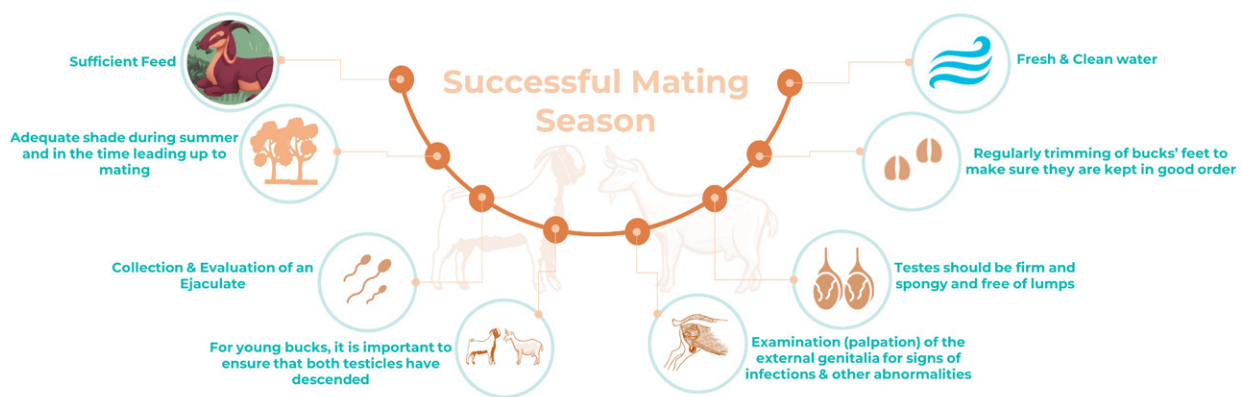 Successful Mating
Season
Sufficient Feed
Adequate shade during summer
and in the time leading up to
mating
Collection & Evaluation of an
Ejaculate
For young bucks, it is important to
ensure that both testicles have
descended
Examination (palpation) of the
external genitalia for signs of
infections & other abnormalities
Testes should be firm and
spongy and free of lumps
Regularly trimming of bucks' feet to
make sure they are kept in good order
Fresh & Clean water